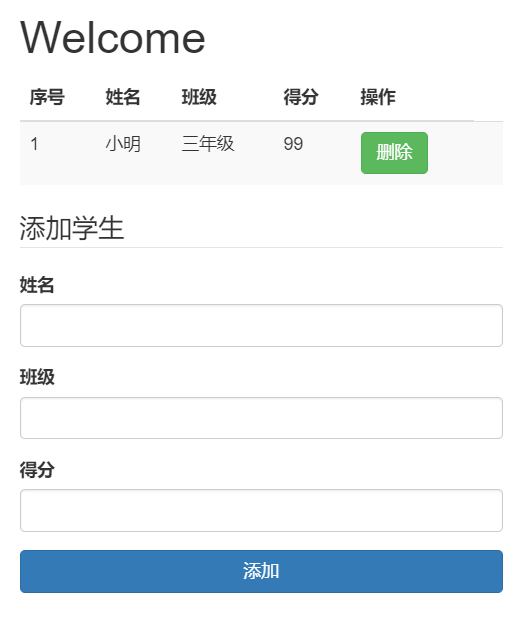 Welcome
序号 姓名 班级 得分 操作
1 小明 三年级 99 删除
添加学生
姓名
班级
得分
添加